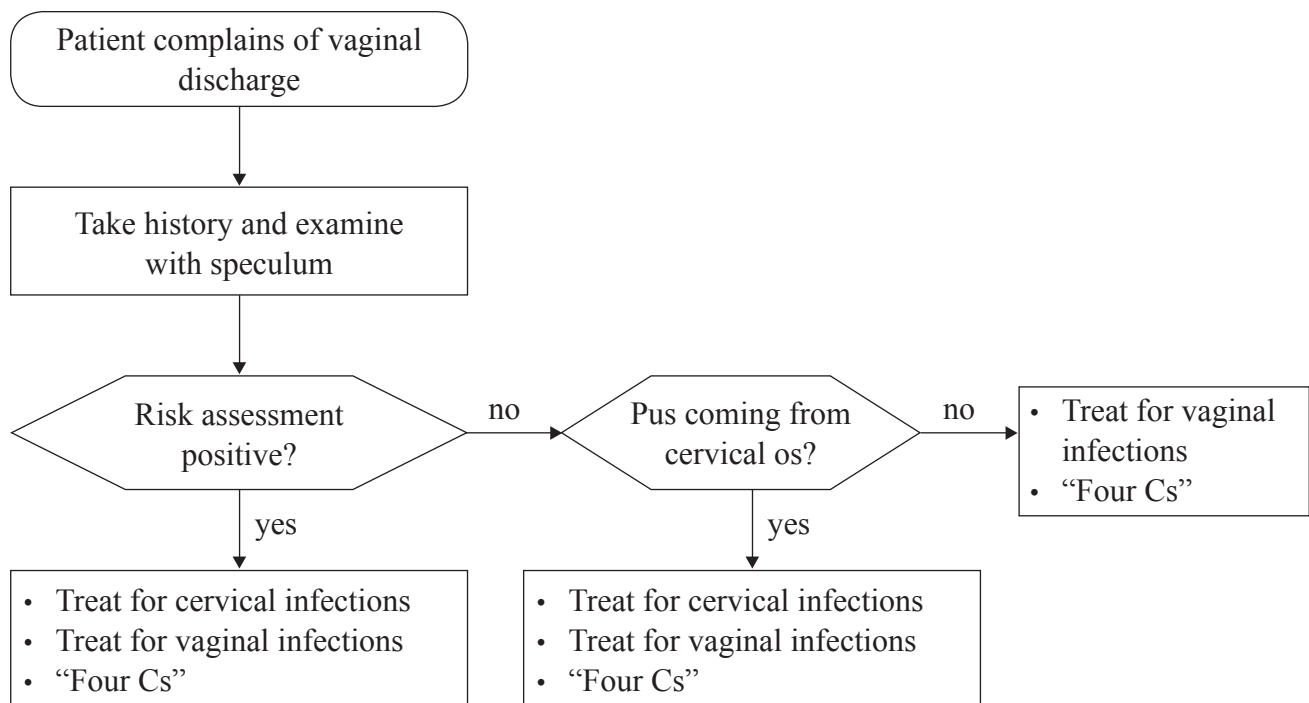 Patient complains of vaginal
discharge
Take history and examine
with speculum
Risk assessment
positive?
no
Pus coming from
cervical os?
no
• Treat for vaginal
infections
• “Four Cs”
yes
yes
• Treat for cervical infections
• Treat for vaginal infections
• “Four Cs”
• Treat for cervical infections
• Treat for vaginal infections
• “Four Cs”